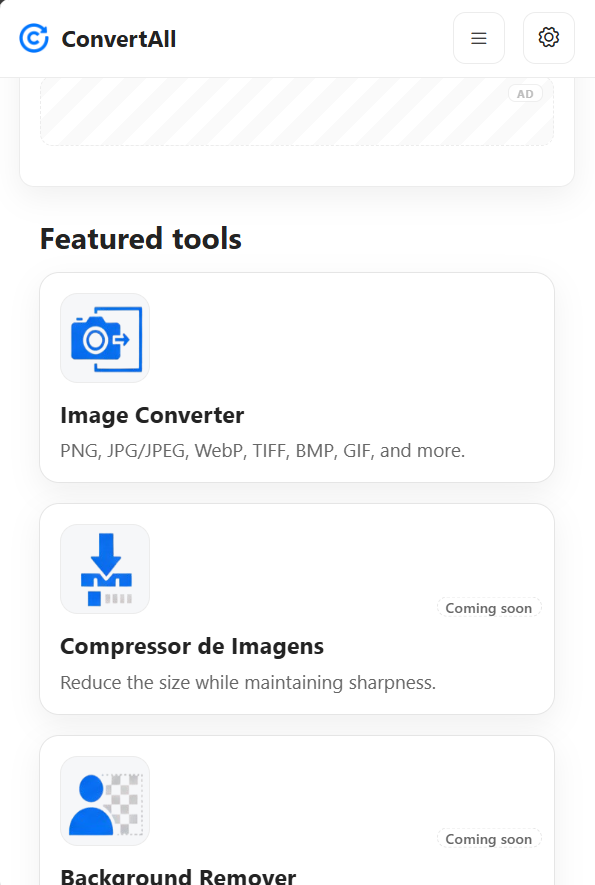 ConvertAll
AD
Featured tools
Image Converter
PNG, JPG/JPEG, WebP, TIFF, BMP, GIF, and more.
Coming soon
Compressor de Imagens
Reduce the size while maintaining sharpness.
Coming soon
Background Remover